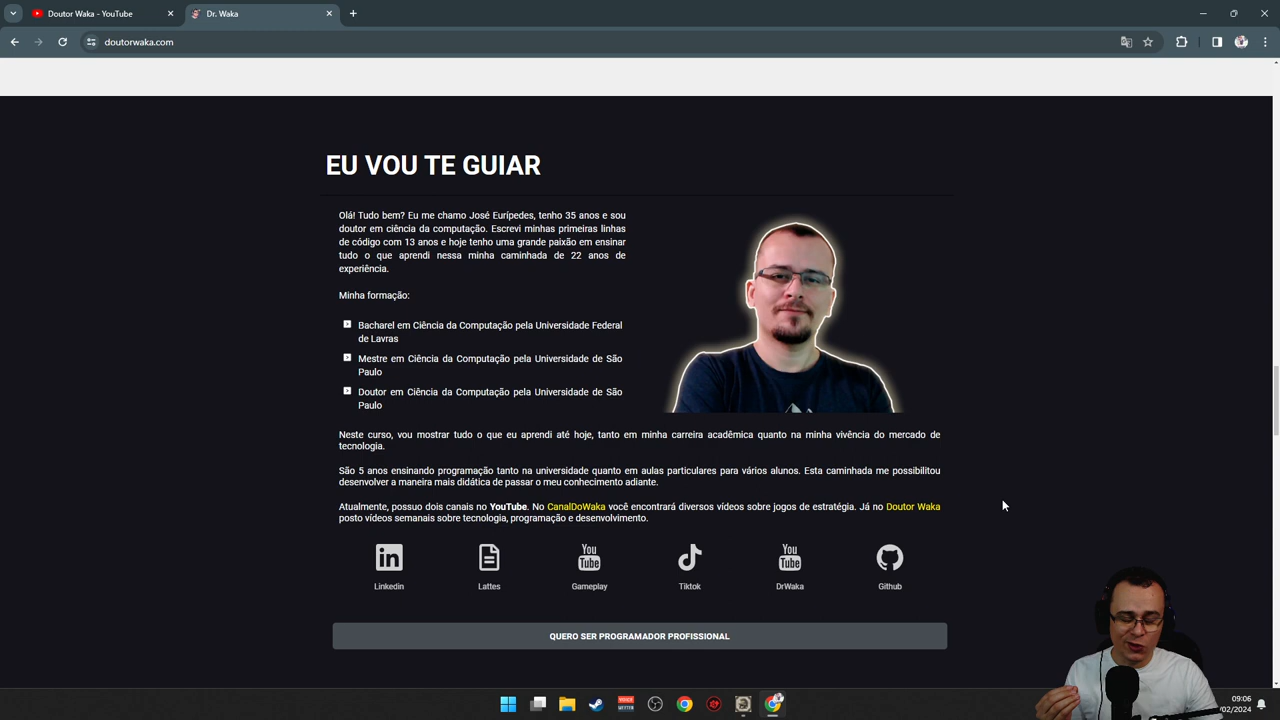 Doutor Waka - YouTube
Dr. Waka
doutorwaka.com
EU VOU TE GUIAR
Olá! Tudo bem? Eu me chamo José Eurípedes, tenho 35 anos e sou
doutor em ciência da computação. Escrevi minhas primeiras linhas
de código com 13 anos e hoje tenho uma grande paixão em ensinar
tudo o que aprendi nessa minha caminhada de 22 anos de
experiência.
Minha formação:
Bacharel em Ciência da Computação pela Universidade Federal
de Lavras
Mestre em Ciência da Computação pela Universidade de São
Paulo
Doutor em Ciência da Computação pela Universidade de São
Paulo
Neste curso, vou mostrar tudo o que eu aprendi até hoje, tanto em minha carreira acadêmica quanto na minha vivência do mercado de
tecnologia.
São 5 anos ensinando programação tanto na universidade quanto em aulas particulares para vários alunos. Esta caminhada me possibilitou
desenvolver a maneira mais didática de passar o meu conhecimento adiante.
Atualmente, possuo dois canais no YouTube. No CanalDoWaka você encontrará diversos vídeos sobre jogos de estratégia. Já no Doutor Waka
posto vídeos semanais sobre tecnologia, programação e desenvolvimento.
in You Tube You Tube
Linkedin Lattes Gameplay Tiktok DrWaka Github
QUERO SER PROGRAMADOR PROFISSIONAL
09:06
/02/2024